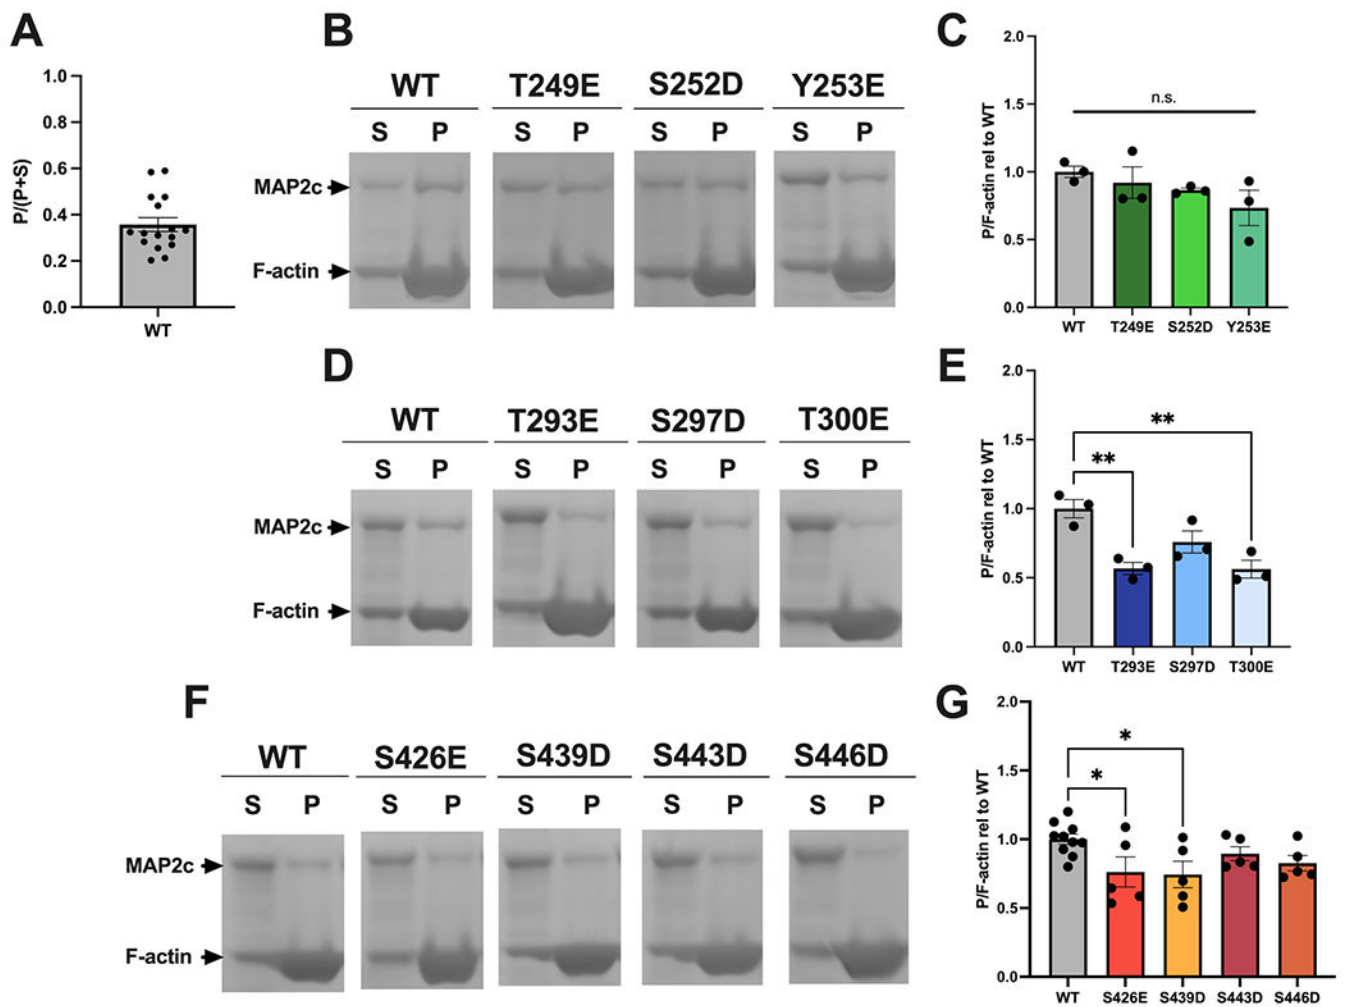 A
1.0
0.8
0.6
0.4
0.2
0.0
P/(P+S)
WT
B
WT T249E S252D Y253E
S P S P S P S P
MAP2c
F-actin
C
2.0
1.5
1.0
0.5
0.0
P/F-actin rel to WT
n.s.
WT T249E S252D Y253E
D
WT T293E S297D T300E
S P S P S P S P
MAP2c
F-actin
E
2.0
1.5
1.0
0.5
0.0
P/F-actin rel to WT
**
**
WT T293E S297D T300E
F
WT S426E S439D S443D S446D
S P S P S P S P S P
MAP2c
F-actin
G
2.0
1.5
1.0
0.5
0.0
P/F-actin rel to WT
*
*
WT S426E S439D S443D S446D